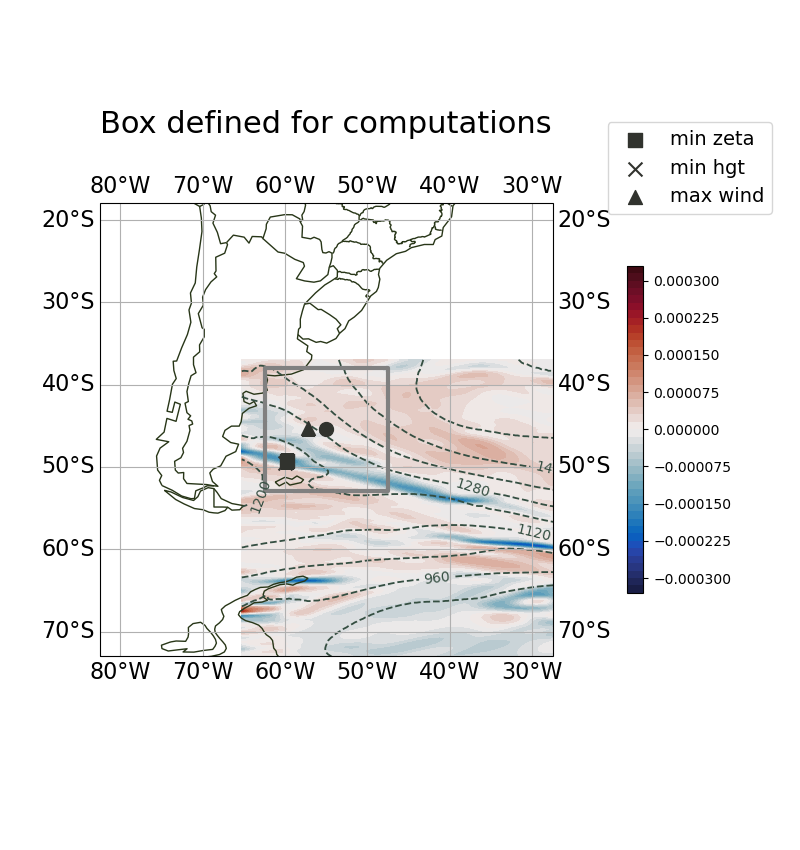 Box defined for computations
min zeta
min hgt
max wind
80°W 70°W 60°W 50°W 40°W 30°W
20°S 20°S
30°S 30°S
40°S 40°S
50°S 50°S
60°S 60°S
70°S 70°S
80°W 70°W 60°W 50°W 40°W 30°W
14
1280
1200
1120
960
0.000300
0.000225
0.000150
0.000075
0.000000
−0.000075
−0.000150
−0.000225
−0.000300